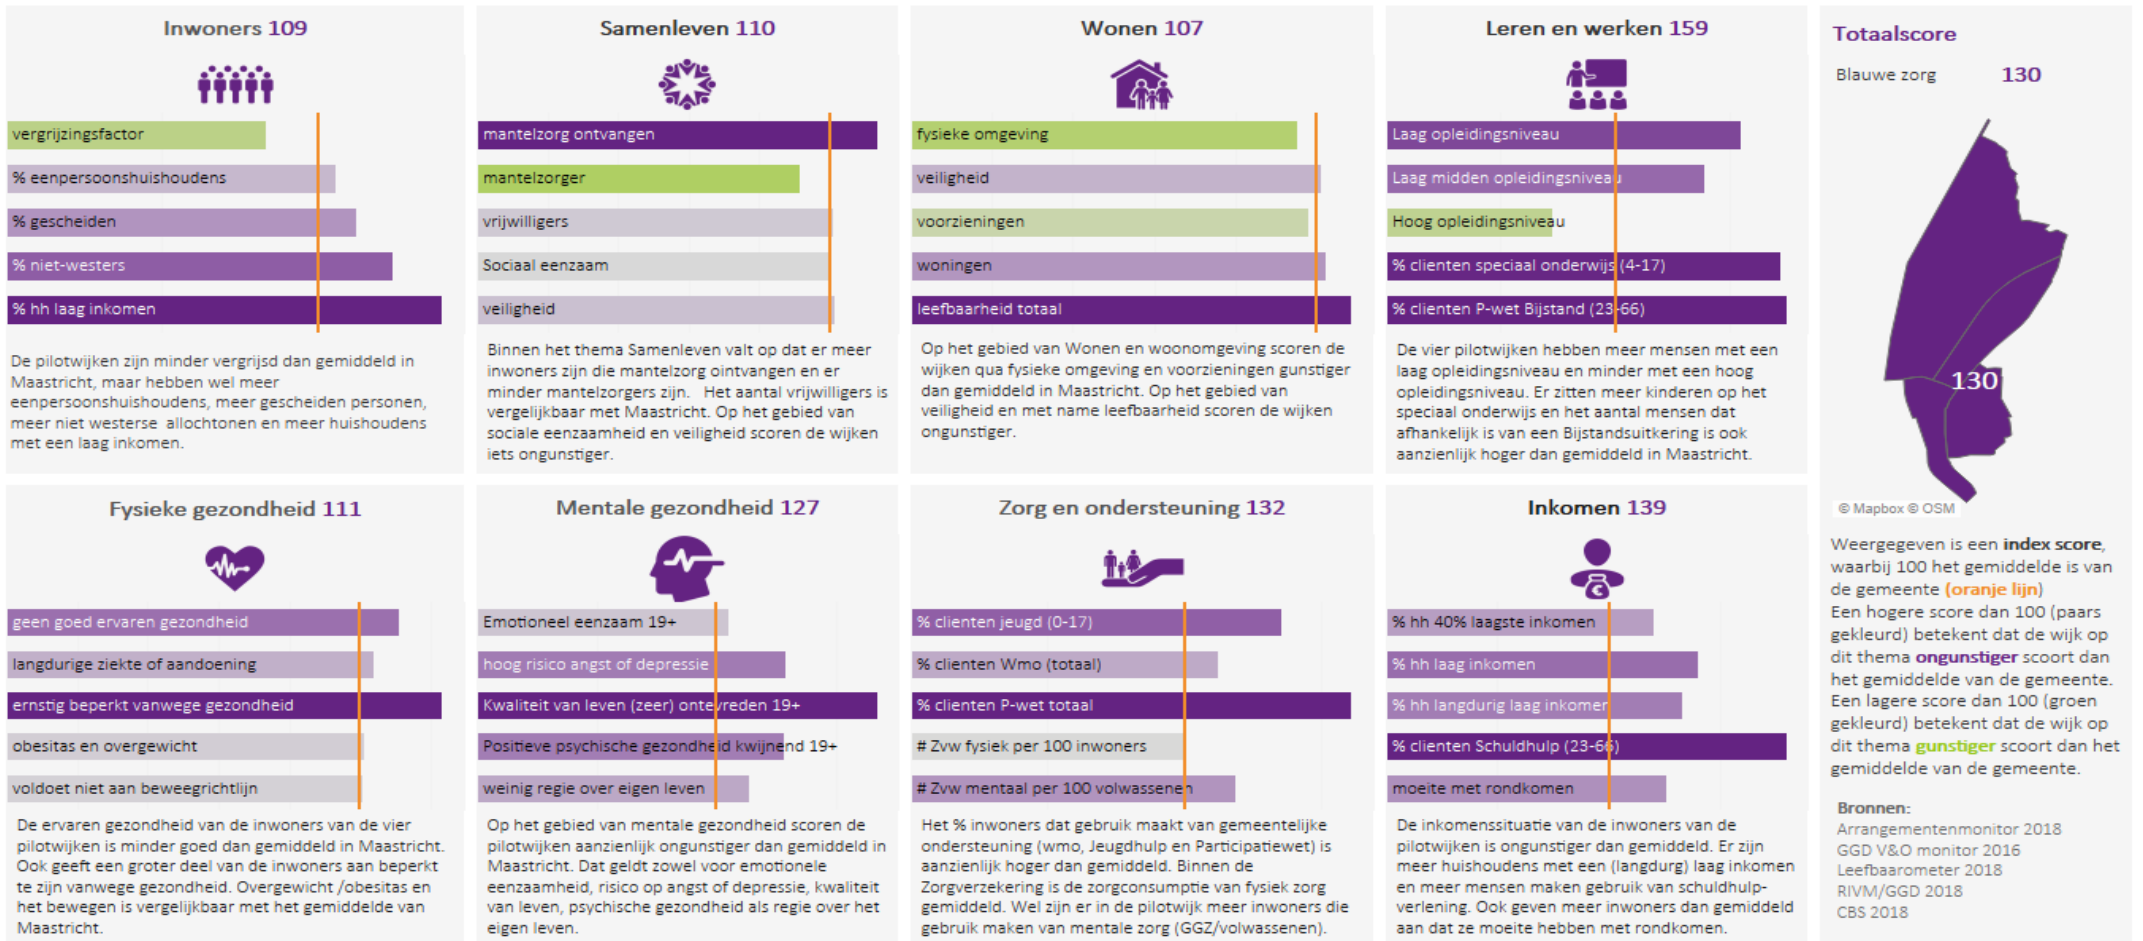 Inwoners 109
vergrijzingsfactor
% eenpersoonshuishoudens
% gescheiden
% niet-westers
% hh laag inkomen
De pilotwijken zijn minder vergrijsd dan gemiddeld in
Maastricht, maar hebben wel meer
eenpersoonshuishoudens, meer gescheiden personen,
meer niet westerse allochtonen en meer huishoudens
met een laag inkomen.
Samenleven 110
mantelzorg ontvangen
mantelzorger
vrijwilligers
Sociaal eenzaam
veiligheid
Binnen het thema Samenleven valt op dat er meer
inwoners zijn die mantelzorg ointvangen en er
minder mantelzorgers zijn. Het aantal vrijwilligers is
vergelijkbaar met Maastricht. Op het gebied van
sociale eenzaamheid en veiligheid scoren de wijken
iets ongunstiger.
Wonen 107
fysieke omgeving
veiligheid
voorzieningen
woningen
leefbaarheid totaal
Op het gebied van Wonen en woonomgeving scoren de
wijken qua fysieke omgeving en voorzieningen gunstiger
dan gemiddeld in Maastricht. Op het gebied van
veiligheid en met name leefbaarheid scoren de wijken
ongunstiger.
Leren en werken 159
Laag opleidingsniveau
Laag midden opleidingsniveau
Hoog opleidingsniveau
% clienten speciaal onderwijs (4-17)
% clienten P-wet Bijstand (23-66)
De vier pilotwijken hebben meer mensen met een
laag opleidingsniveau en minder met een hoog
opleidingsniveau. Er zitten meer kinderen op het
speciaal onderwijs en het aantal mensen dat
afhankelijk is van een Bijstandsuitkering is ook
aanzienlijk hoger dan gemiddeld in Maastricht.
Fysieke gezondheid 111
geen goed ervaren gezondheid
langdurige ziekte of aandoening
ernstig beperkt vanwege gezondheid
obesitas en overgewicht
voldoet niet aan beweegrichtlijn
De ervaren gezondheid van de inwoners van de vier
pilotwijken is minder goed dan gemiddeld in Maastricht.
Ook geeft een groter deel van de inwoners aan beperkt
te zijn vanwege gezondheid. Overgewicht /obesitas en
het bewegen is vergelijkbaar met het gemiddelde van
Maastricht.
Mentale gezondheid 127
Emotioneel eenzaam 19+
hoog risico angst of depressie
Kwaliteit van leven (zeer) ontevreden 19+
Positieve psychische gezondheid kwijnend 19+
weinig regie over eigen leven
Op het gebied van mentale gezondheid scoren de
pilotwijken aanzienlijk ongunstiger dan gemiddeld in
Maastricht. Dat geldt zowel voor emotionele
eenzaamheid, risico op angst of depressie, kwaliteit
van leven, psychische gezondheid als regie over het
eigen leven.
Zorg en ondersteuning 132
% clienten jeugd (0-17)
% clienten Wmo (totaal)
% clienten P-wet totaal
# Zvw fysiek per 100 inwoners
# Zvw mentaal per 100 volwassenen
Het % inwoners dat gebruik maakt van gemeentelijke
ondersteuning (wmo, Jeugdhulp en Participatiewet) is
aanzienlijk hoger dan gemiddeld. Binnen de
Zorgverzekering is de zorgconsumptie van fysiek zorg
gemiddeld. Wel zijn er in de pilotwijk meer inwoners die
gebruik maken van mentale zorg (GGZ/volwassenen).
Inkomen 139
% hh 40% laagste inkomen
% hh laag inkomen
% hh langdurig laag inkomen
% clienten Schuldhulp (23-66)
moeite met rondkomen
De inkomenssituatie van de inwoners van de
pilotwijken is ongunstiger dan gemiddeld. Er zijn
meer huishoudens met een (langdurg) laag inkomen
en meer mensen maken gebruik van schuldhulp-
verlening. Ook geven meer inwoners dan gemiddeld
aan dat ze moeite hebben met rondkomen.
Totaalscore
Blauwe zorg 130
130
© Mapbox © OSM
Weergegeven is een index score,
waarbij 100 het gemiddelde is van
de gemeente (oranje lijn)
Een hogere score dan 100 (paars
gekleurd) betekent dat de wijk op
dit thema ongunstiger scoort dan
het gemiddelde van de gemeente.
Een lagere score dan 100 (groen
gekleurd) betekent dat de wijk op
dit thema gunstiger scoort dan het
gemiddelde van de gemeente.
Bronnen:
Arrangementenmonitor 2018
GGD V&O monitor 2016
Leefbaarometer 2018
RIVM/GGD 2018
CBS 2018